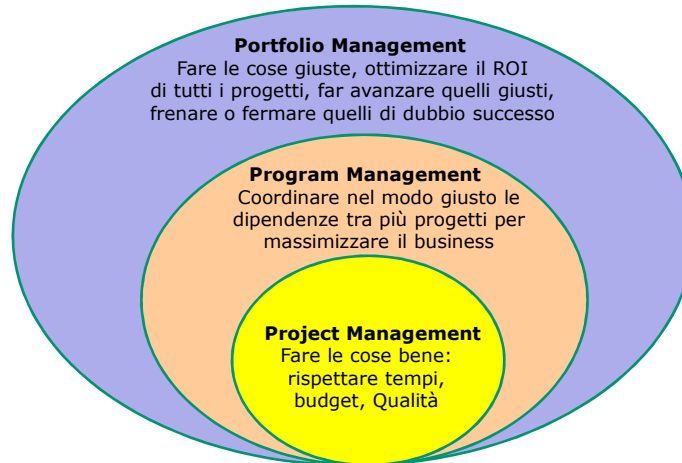 Portfolio Management
Fare le cose giuste, ottimizzare il ROI
di tutti i progetti, far avanzare quelli giusti,
frenare o fermare quelli di dubbio successo
Program Management
Coordinare nel modo giusto le
dipendenze tra più progetti per
massimizzare il business
Project Management
Fare le cose bene:
rispettare tempi,
budget, Qualità